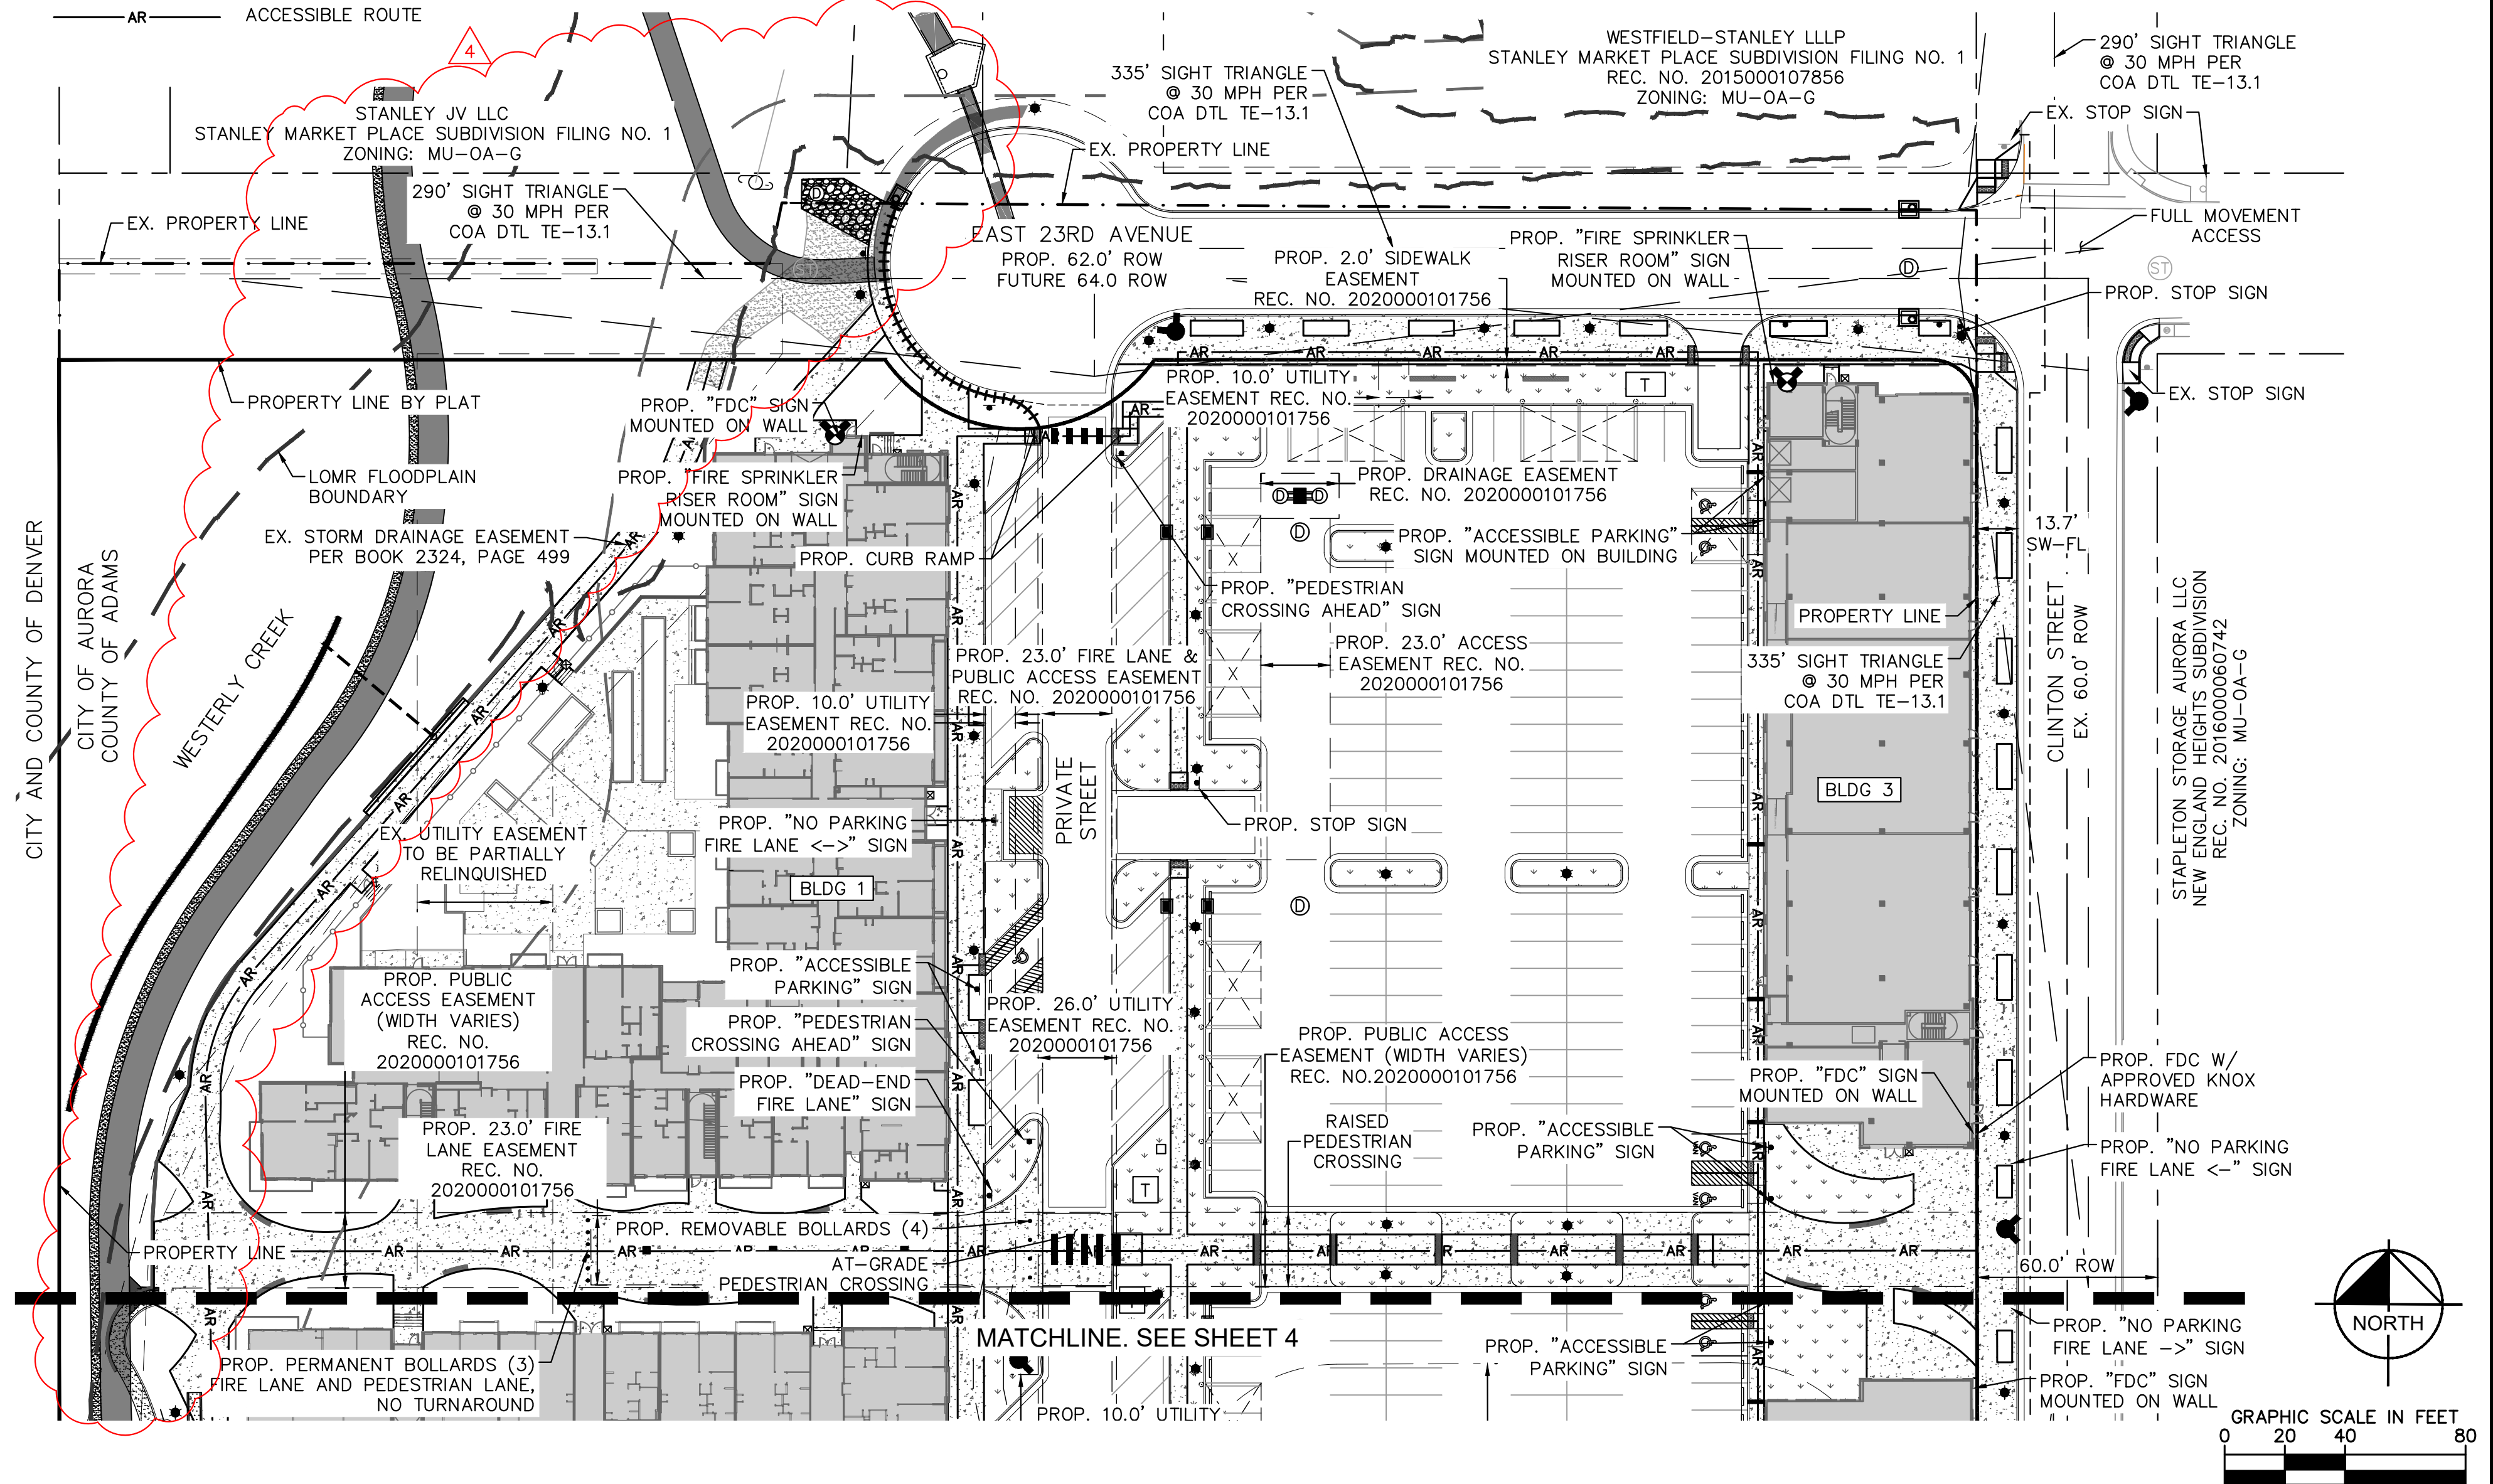 AR ACCESSIBLE ROUTE
4
STANLEY JV LLC
STANLEY MARKET PLACE SUBDIVISION FILING NO. 1
ZONING: MU-OA-G
335' SIGHT TRIANGLE
@ 30 MPH PER
COA DTL TE-13.1
WESTFIELD-STANLEY LLLP
STANLEY MARKET PLACE SUBDIVISION FILING NO. 1
REC. NO. 2015000107856
ZONING: MU-OA-G
290' SIGHT TRIANGLE
@ 30 MPH PER
COA DTL TE-13.1
EX. STOP SIGN
EX. PROPERTY LINE
290' SIGHT TRIANGLE
@ 30 MPH PER
COA DTL TE-13.1
EX. PROPERTY LINE
D
FULL MOVEMENT
ACCESS
EAST 23RD AVENUE
PROP. 62.0' ROW
FUTURE 64.0 ROW
PROP. 2.0' SIDEWALK
EASEMENT
REC. NO. 2020000101756
PROP. "FIRE SPRINKLER
RISER ROOM" SIGN
MOUNTED ON WALL
D
ST
PROP. STOP SIGN
AR AR AR AR AR
PROPERTY LINE BY PLAT
PROP. "FDC" SIGN
MOUNTED ON WALL
PROP. 10.0' UTILITY
EASEMENT REC. NO.
2020000101756
T
EX. STOP SIGN
AR
LOMR FLOODPLAIN
BOUNDARY
PROP. "FIRE SPRINKLER
RISER ROOM" SIGN
MOUNTED ON WALL
PROP. DRAINAGE EASEMENT
REC. NO. 2020000101756
D D
D
EX. STORM DRAINAGE EASEMENT
PER BOOK 2324, PAGE 499
PROP. CURB RAMP
PROP. "ACCESSIBLE PARKING"
SIGN MOUNTED ON BUILDING
13.7'
SW-FL
CITY AND COUNTY OF DENVER
CITY OF AURORA
COUNTY OF ADAMS
WESTERLY CREEK
PROP. "PEDESTRIAN
CROSSING AHEAD" SIGN
PROPERTY LINE
PROP. 23.0' FIRE LANE &
PUBLIC ACCESS EASEMENT
REC. NO. 2020000101756
PROP. 23.0' ACCESS
EASEMENT REC. NO.
2020000101756
335' SIGHT TRIANGLE
@ 30 MPH PER
COA DTL TE-13.1
CLINTON STREET
EX. 60.0' ROW
STAPLETON STORAGE AURORA LLC
NEW ENGLAND HEIGHTS SUBDIVISION
REC. NO. 2016000060742
ZONING: MU-OA-G
PROP. 10.0' UTILITY
EASEMENT REC. NO.
2020000101756
PRIVATE
STREET
BLDG 3
EX. UTILITY EASEMENT
TO BE PARTIALLY
RELINQUISHED
PROP. "NO PARKING
FIRE LANE <->" SIGN
PROP. STOP SIGN
BLDG 1
D
PROP. PUBLIC
ACCESS EASEMENT
(WIDTH VARIES)
REC. NO.
2020000101756
PROP. "ACCESSIBLE
PARKING" SIGN
PROP. "PEDESTRIAN
CROSSING AHEAD" SIGN
PROP. 26.0' UTILITY
EASEMENT REC. NO.
2020000101756
PROP. PUBLIC ACCESS
EASEMENT (WIDTH VARIES)
REC. NO.2020000101756
PROP. "DEAD-END
FIRE LANE" SIGN
PROP. "FDC" SIGN
MOUNTED ON WALL
PROP. FDC W/
APPROVED KNOX
HARDWARE
PROP. 23.0' FIRE
LANE EASEMENT
REC. NO.
2020000101756
RAISED
PEDESTRIAN
CROSSING
PROP. "ACCESSIBLE
PARKING" SIGN
PROP. "NO PARKING
FIRE LANE <-" SIGN
T
PROP. REMOVABLE BOLLARDS (4)
PROPERTY LINE
AR AR AR AR AR AR AR AR AR AR AR AR AR
AT-GRADE
PEDESTRIAN CROSSING
60.0' ROW
MATCHLINE. SEE SHEET 4
PROP. PERMANENT BOLLARDS (3)
FIRE LANE AND PEDESTRIAN LANE,
NO TURNAROUND
PROP. "ACCESSIBLE
PARKING" SIGN
PROP. "NO PARKING
FIRE LANE ->" SIGN
NORTH
PROP. "FDC" SIGN
MOUNTED ON WALL
PROP. 10.0' UTILITY
GRAPHIC SCALE IN FEET
0 20 40 80